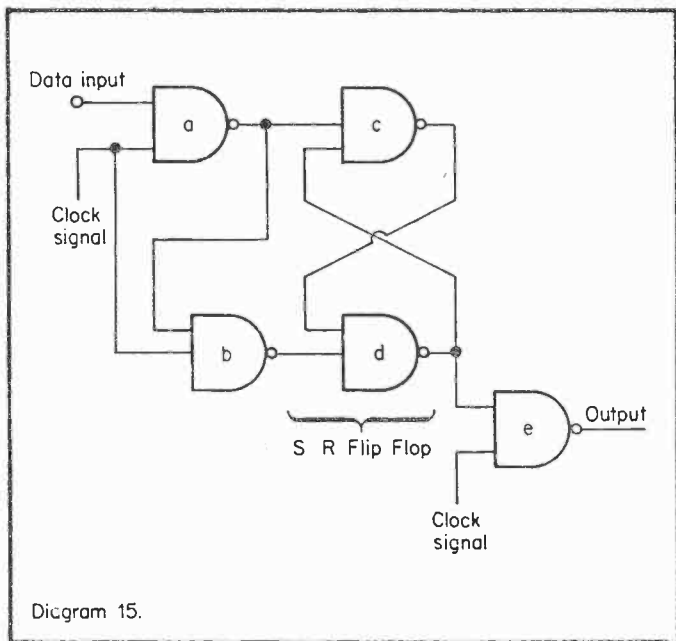 Data input
a
c
Clock
signal
b
d
S R Flip Flop
e
Output
Clock
signal
Diagram 15.